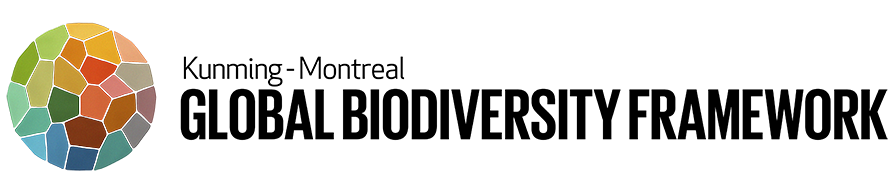 Kunming-Montreal
GLOBAL BIODIVERSITY FRAMEWORK